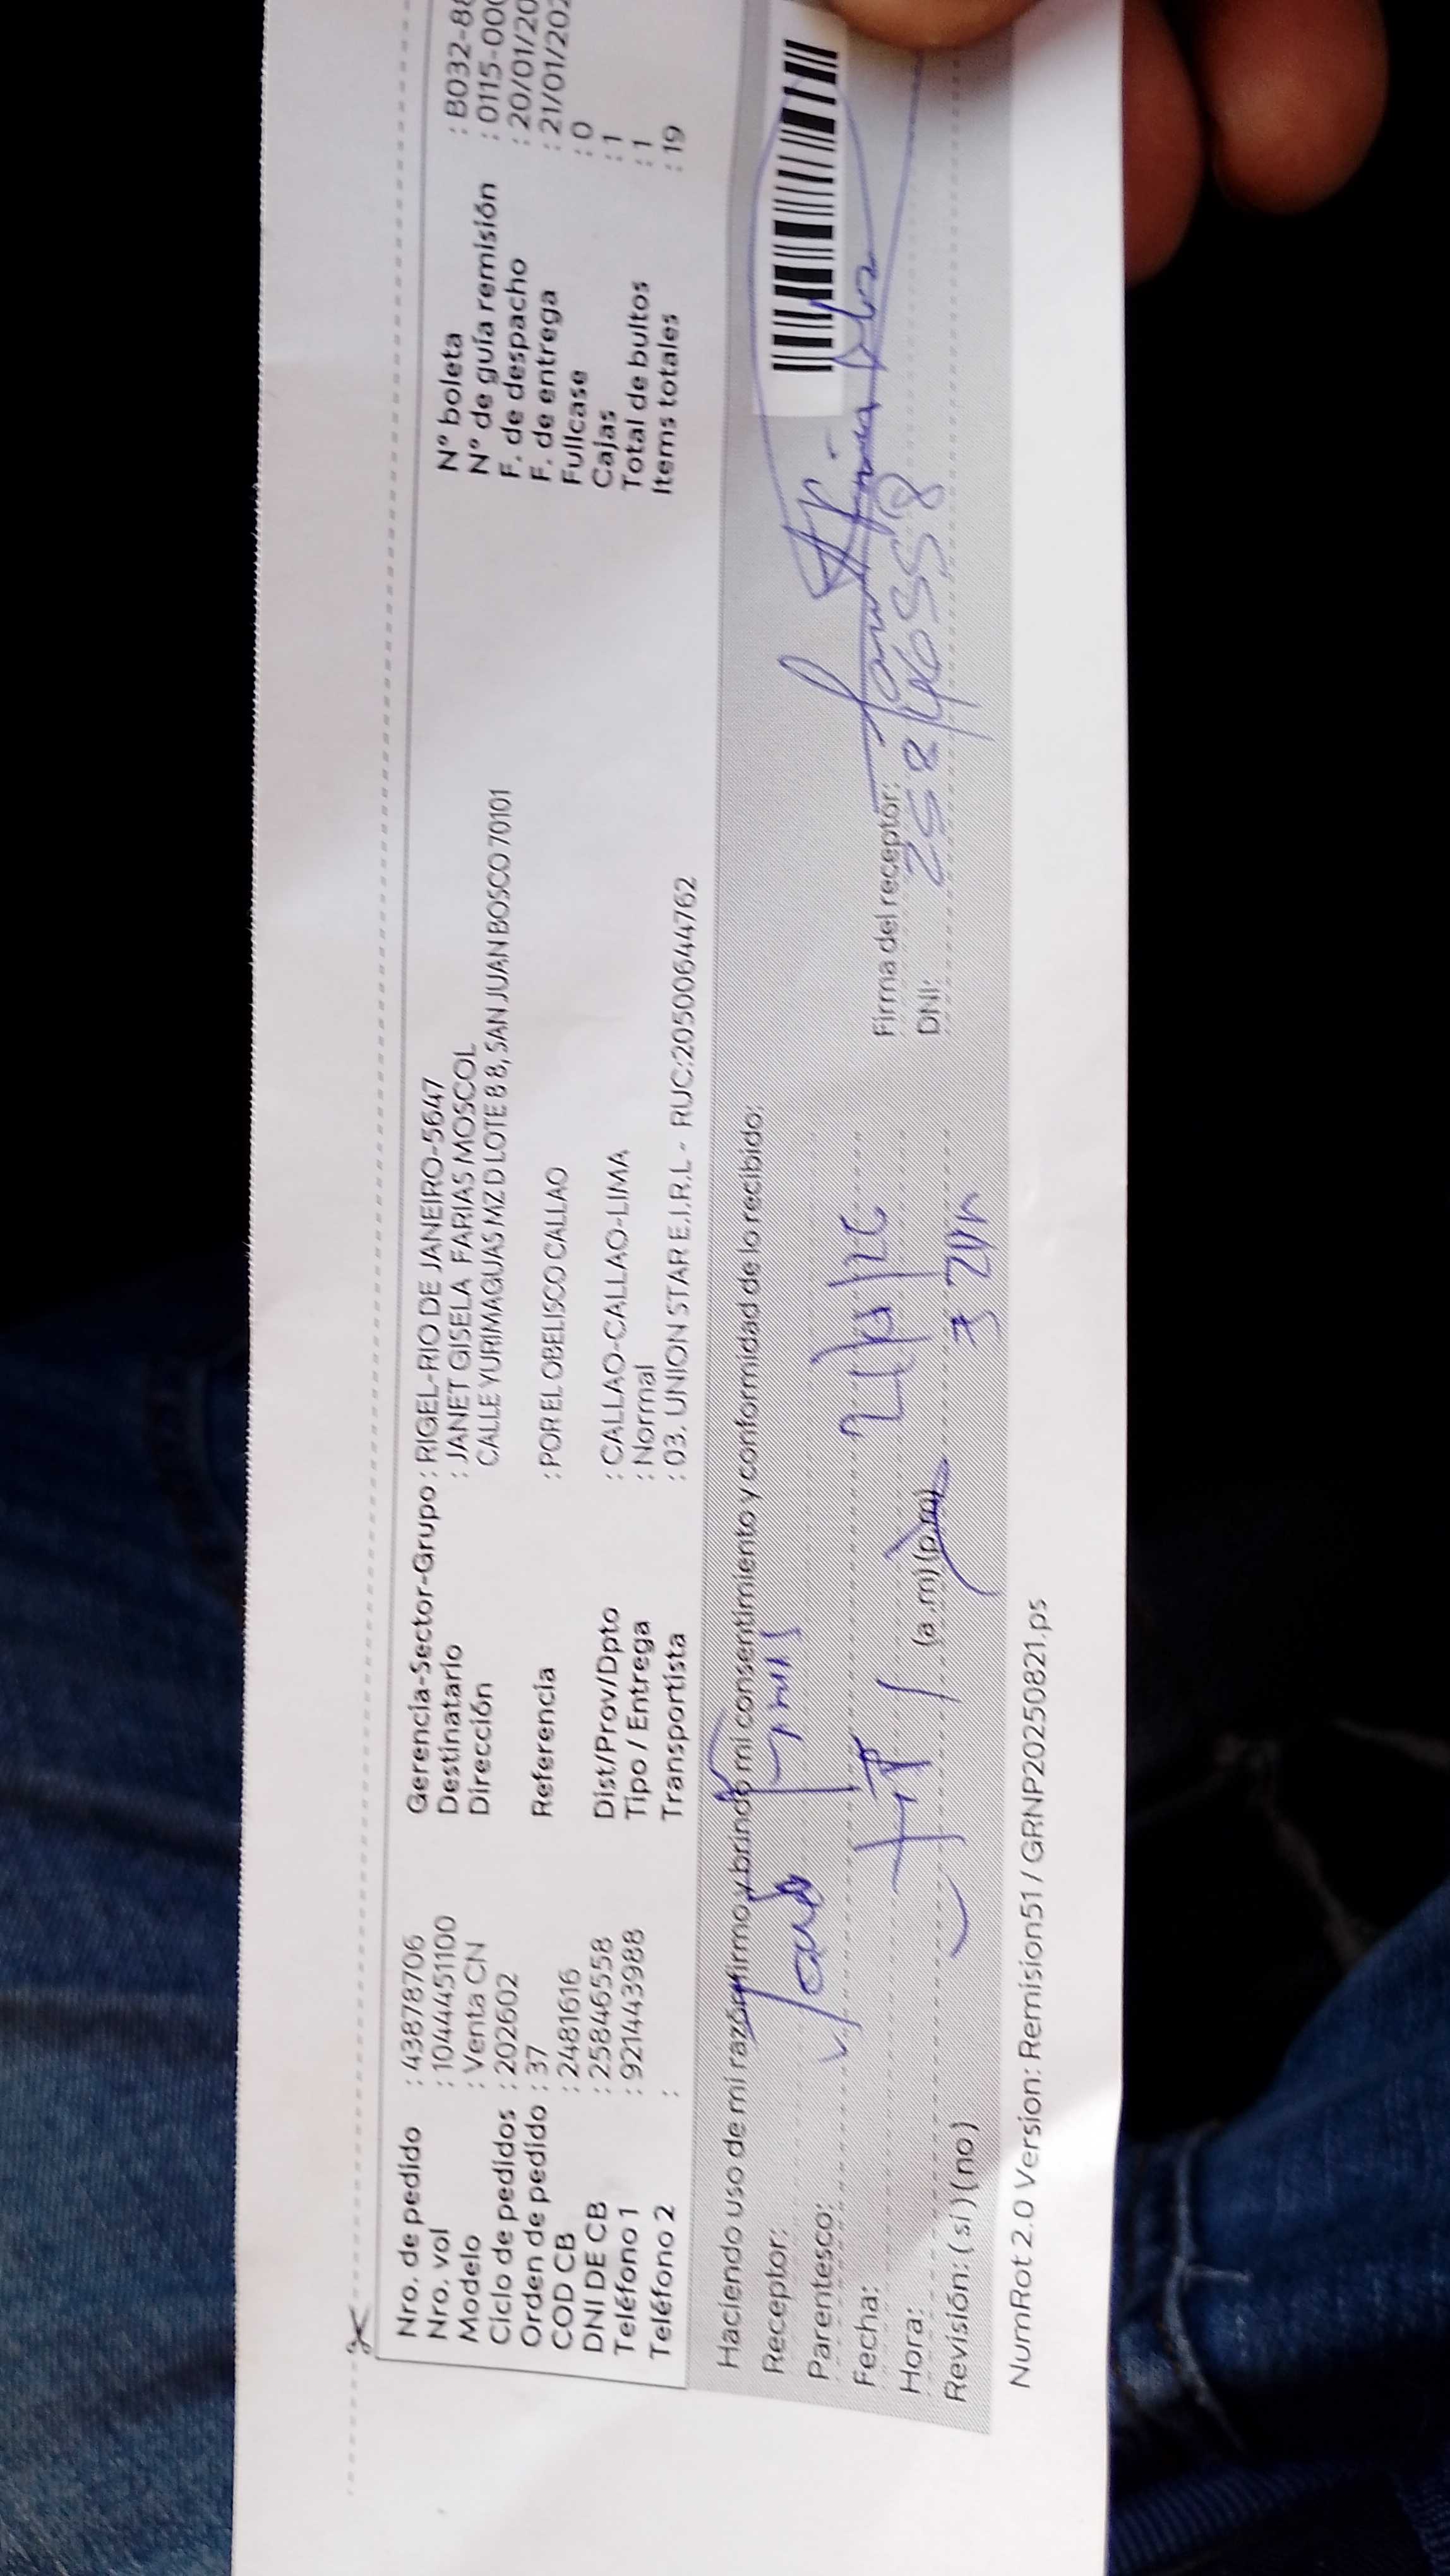 Nro. de pedido : 43878706
Nro. vol : 1044451100
Modelo : Venta CN
Ciclo de pedidos : 202602
Orden de pedido : 37
COD CB : 2481616
DNI DE CB : 25846558
Teléfono 1 : 921443988
Teléfono 2 :
Gerencia-Sector-Grupo : RIGEL-RIO DE JANEIRO-5647
Destinatario : JANET GISELA FARIAS MOSCOL
Dirección CALLE YURIMAGUAS MZ D LOTE 8 8, SAN JUAN BOSCO 70101
Referencia : POR EL OBELISCO CALLAO
Dist/Prov/Dpto : CALLAO-CALLAO-LIMA
Tipo / Entrega : Normal
Transportista : 03. UNION STAR E.I.R.L - RUC:20500644762
N° boleta : B032-8
N° de guía remisión : 0115-00
F. de despacho : 20/01/20
F. de entrega : 21/01/202
Fullcase : 0
Cajas : 1
Total de bultos : 1
Items totales : 19
Haciendo uso de mi razón firmo y brindo mi consentimiento y conformidad de lo recibido:
Receptor:
Parentesco:
Fecha:
Hora: (a.m) (p.m)
Revisión: ( si ) ( no )
Firma del receptor:
DNI: 25846558
NumRot 2.0 Version: Remision51 / GRNP20250821.ps